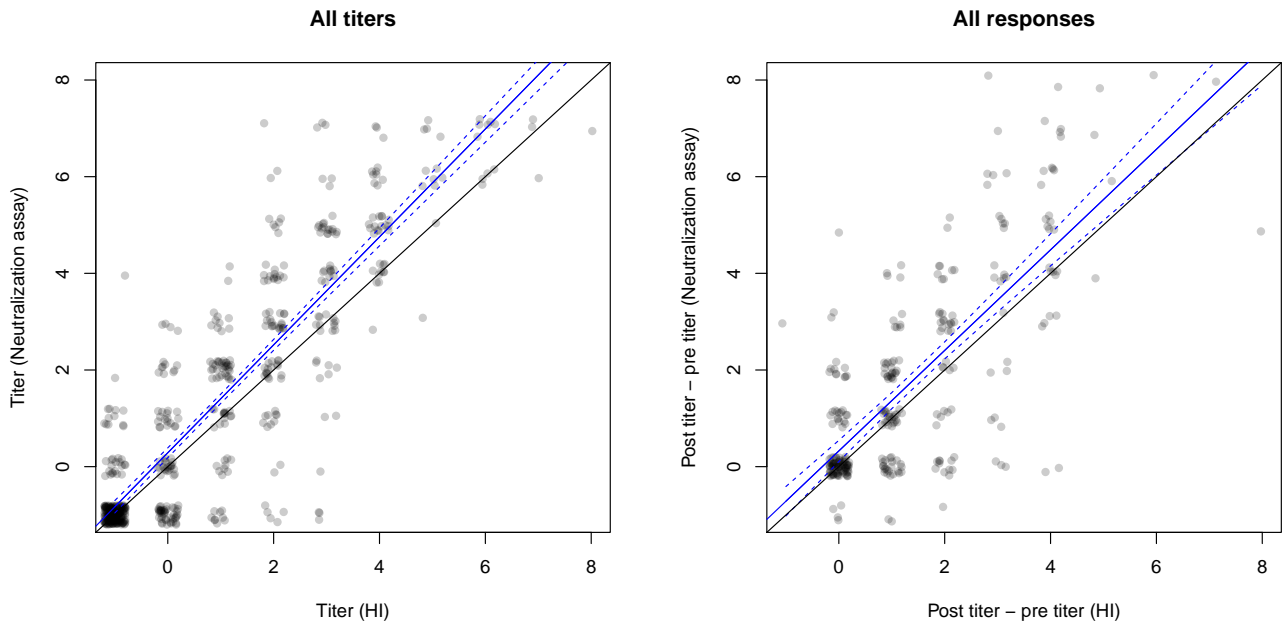 All titers
Titer (Neutralization assay)
8
6
4
2
0
0 2 4 6 8
Titer (HI)
All responses
Post titer − pre titer (Neutralization assay)
8
6
4
2
0
0 2 4 6 8
Post titer − pre titer (HI)